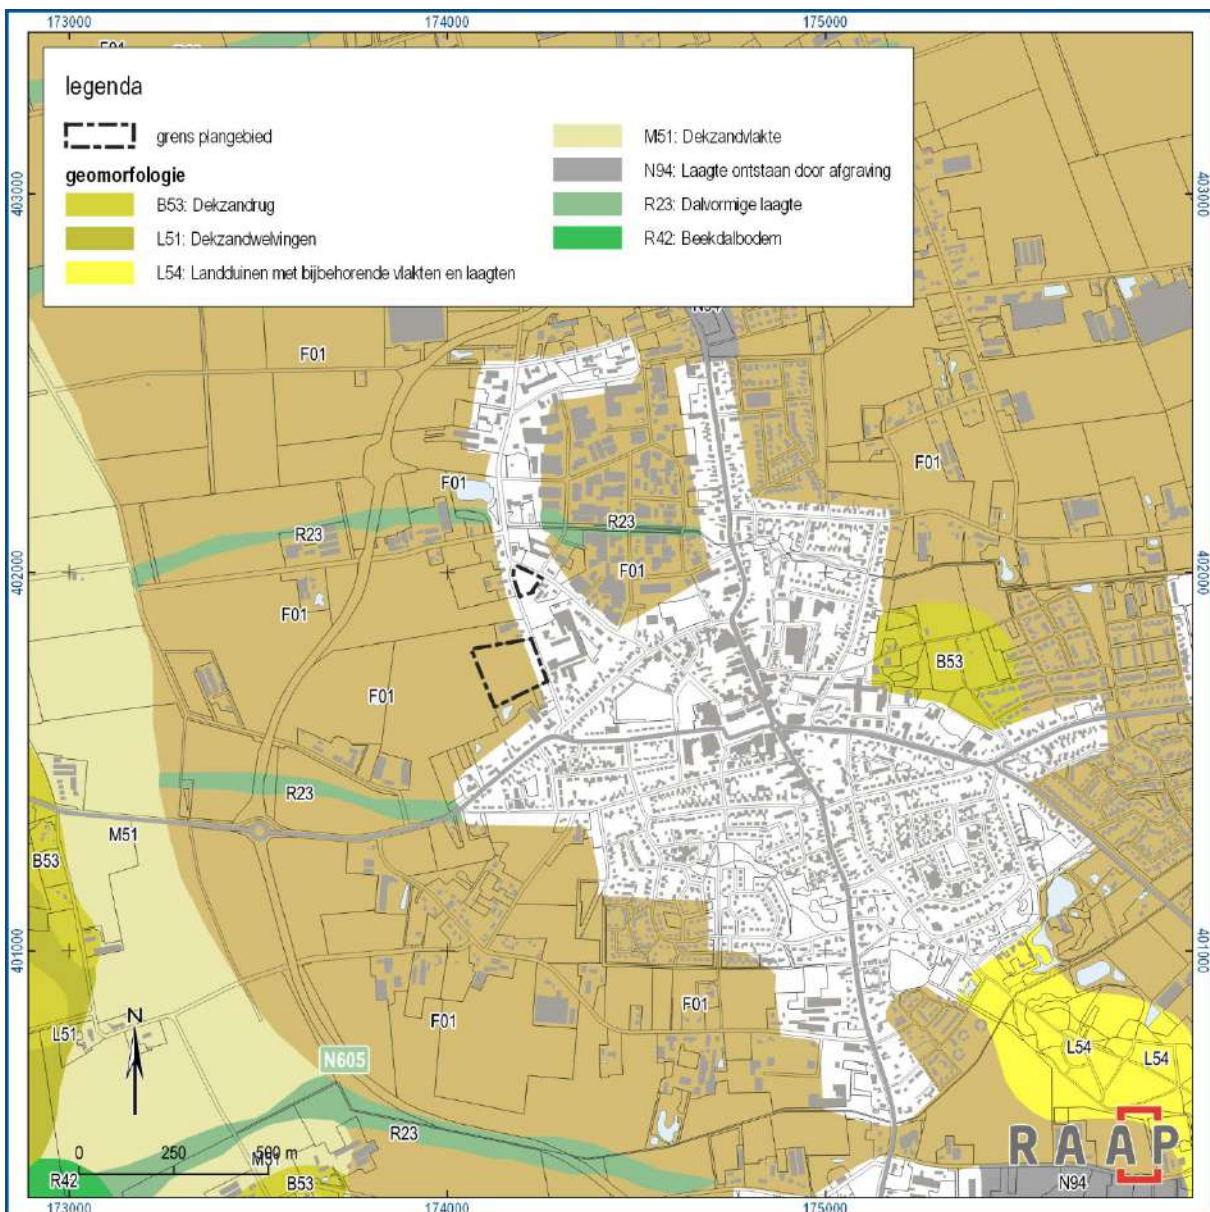 173000
174000
175000
legenda
grens plangebied
geomorfologie
B53: Dekzandrug
L51: Dekzandwelvingen
L54: Landduinen met bijbehorende vlakten en laagten
M51: Dekzandvlakte
N94: Laagte ontstaan door afgraving
R23: Dalvormige laagte
R42: Beekdalbodem
403000
403000
N94
F01
F01
F01
R23
R23
402000
402000
F01
F01
B53
F01
R23
M51
B53
401000
401000
F01
F01
L51
N
L54
L54
N605
R23
0
250
500 m
M51
R42
B53
RAAP
N94
173000
174000
175000